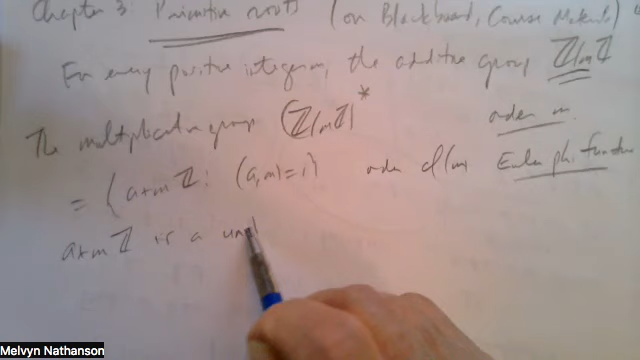 Chapter 3: Primitive roots (on Blackboard, Course Materials)
For every positive integer m, the additive group ℤ/mℤ
order m.
The multiplicative group (ℤ/mℤ)*
= { a+mℤ : (a,m)=1} order φ(m) Euler phi function
a+mℤ is a unit
Melvyn Nathanson